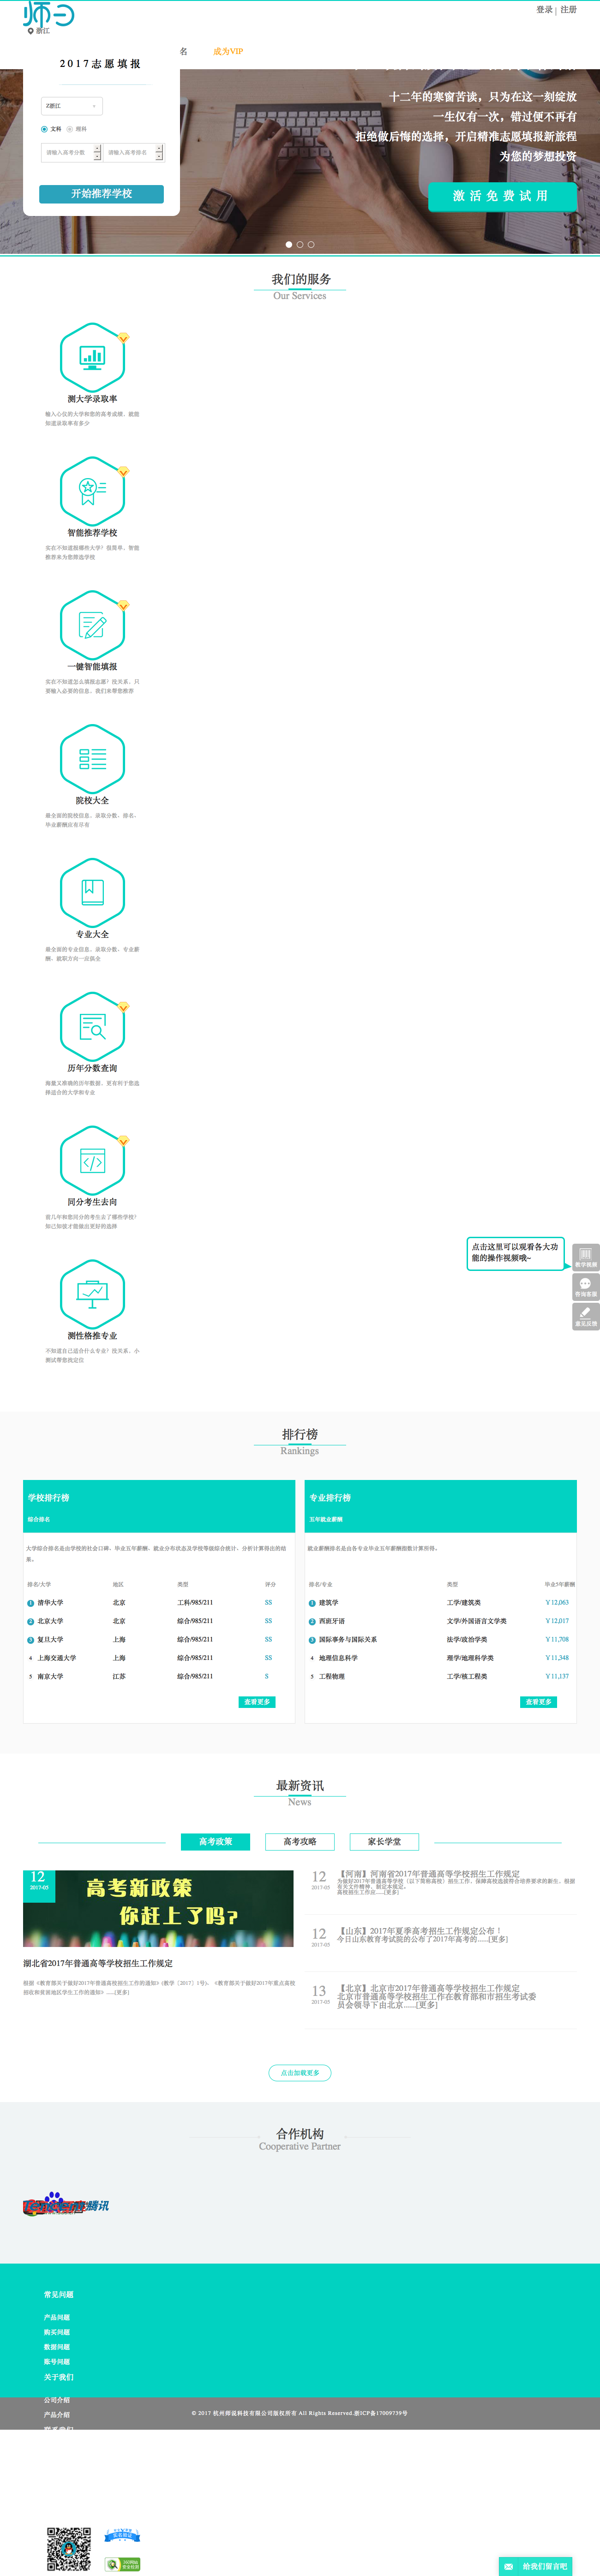 登录 | 注册
浙江
名
成为VIP
2017志愿填报
Z浙江
文科 理科
请输入高考分数 请输入高考排名
开始推荐学校
十二年的寒窗苦读，只为在这一刻绽放
一生仅有一次，错过便不再有
拒绝做后悔的选择，开启精准志愿填报新旅程
为您的梦想投资
激活免费试用
我们的服务
Our Services
测大学录取率
输入心仪的大学和您的高考成绩，就能
知道录取率有多少
智能推荐学校
实在不知道报哪些大学？很简单，智能
推荐来为您筛选学校
一键智能填报
实在不知道怎么填报志愿？没关系，只
要输入必要的信息，我们来帮您推荐
院校大全
最全面的院校信息，录取分数、排名、
毕业薪酬应有尽有
专业大全
最全面的专业信息、录取分数、专业薪
酬、就职方向一应俱全
历年分数查询
海量又准确的历年数据，更有利于您选
择适合的大学和专业
同分考生去向
前几年和您同分的考生去了哪些学校？
知己知彼才能做出更好的选择
点击这里可以观看各大功
能的操作视频哦~
教学视频
咨询客服
意见反馈
测性格推专业
不知道自己适合什么专业？没关系，小
测试帮您找定位
排行榜
Rankings
学校排行榜
综合排名
大学综合排名是由学校的社会口碑、毕业五年薪酬、就业分布状态及学校等级综合统计，分析计算得出的结
果。
排名/大学 地区 类型 评分
1 清华大学 北京 工科/985/211 SS
2 北京大学 北京 综合/985/211 SS
3 复旦大学 上海 综合/985/211 SS
4 上海交通大学 上海 综合/985/211 SS
5 南京大学 江苏 综合/985/211 S
查看更多
专业排行榜
五年就业薪酬
就业薪酬排名是由各专业毕业五年薪酬指数计算所得。
排名/专业 类型 毕业5年薪酬
1 建筑学 工学/建筑类 ￥12,063
2 西班牙语 文学/外国语言文学类 ￥12,017
3 国际事务与国际关系 法学/政治学类 ￥11,708
4 地理信息科学 理学/地理科学类 ￥11,348
5 工程物理 工学/核工程类 ￥11,137
查看更多
最新资讯
News
高考政策 高考攻略 家长学堂
12
2017-05
高考新政策
你赶上了吗?
湖北省2017年普通高等学校招生工作规定
根据《教育部关于做好2017年普通高校招生工作的通知》(教学〔2017〕1号)、《教育部关于做好2017年重点高校
招收和贫困地区学生工作的通知》......[更多]
12
2017-05
【河南】河南省2017年普通高等学校招生工作规定
为做好2017年普通高等学校（以下简称高校）招生工作，保障高校选拔符合培养要求的新生，根据
有关文件精神，制定本规定。
高校招生工作应......[更多]
12
2017-05
【山东】2017年夏季高考招生工作规定公布！
今日山东教育考试院的公布了2017年高考的......[更多]
13
2017-05
【北京】北京市2017年普通高等学校招生工作规定
北京市普通高等学校招生工作在教育部和市招生考试委
员会领导下由北京......[更多]
点击加载更多
合作机构
Cooperative Partner
腾讯
常见问题
产品问题
购买问题
数据问题
账号问题
关于我们
公司介绍
产品介绍
联系我们
© 2017 杭州师说科技有限公司版权所有 All Rights Reserved.浙ICP备17009739号
给我们留言吧